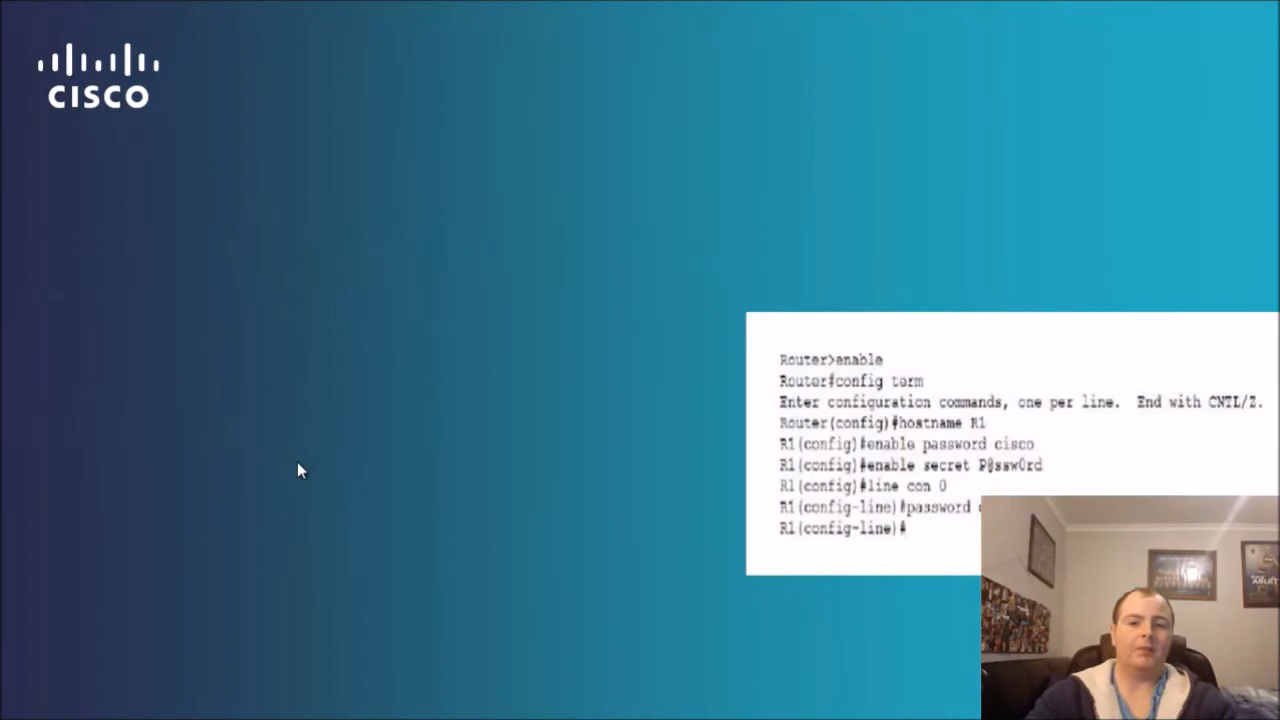 CISCO
Router>enable
Router#config term
Enter configuration commands, one per line.  End with CNTL/Z.
Router(config)#hostname R1
R1(config)#enable password cisco
R1(config)#enable secret P@ssw0rd
R1(config)#line con 0
R1(config-line)#password
R1(config-line)#